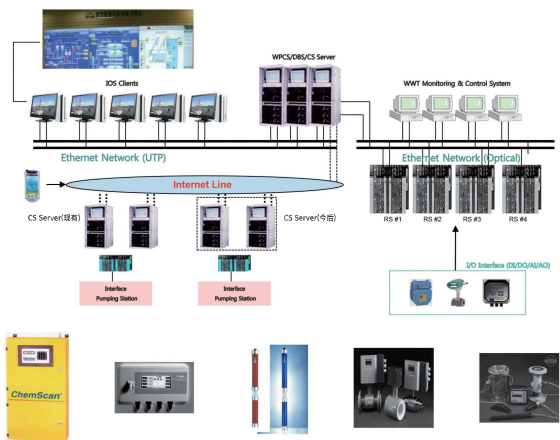 WPCS/DBS/CS Server
IOS Clients
WWT Monitoring & Control System
Ethernet Network (UTP)
Ethernet Network (Optical)
Internet Line
RS #1
RS #2
RS #3
RS #4
CS Server(现有)
CS Server(今后)
I/O Interface (DI/DO/AI/AO)
Interface
Pumping Station
Interface
Pumping Station
ChemScan